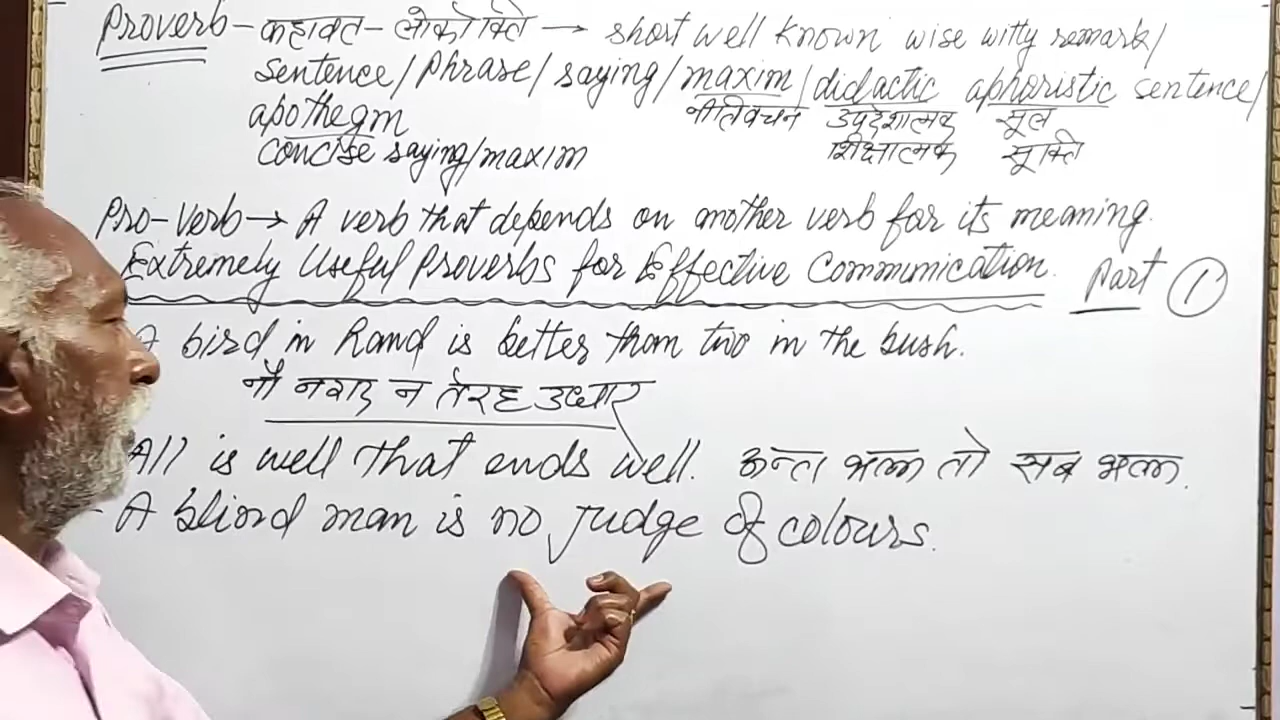 Proverb - कहावत - लोकोक्ति → short well known wise witty remark/
sentence/phrase/saying/maxim/didactic aphoristic sentence/
नीतिवचन उपदेशात्मक सूत्र
apothegm
शिक्षात्मक सूक्ति
concise saying/maxim
Pro-Verb → A verb that depends on another verb for its meaning.
Extremely Useful Proverbs for Effective Communication. Part 1
A bird in hand is better than two in the bush.
नौ नकद न तेरह उधार
All is well that ends well. अन्त भला तो सब भला.
- A blind man is no judge of colours.